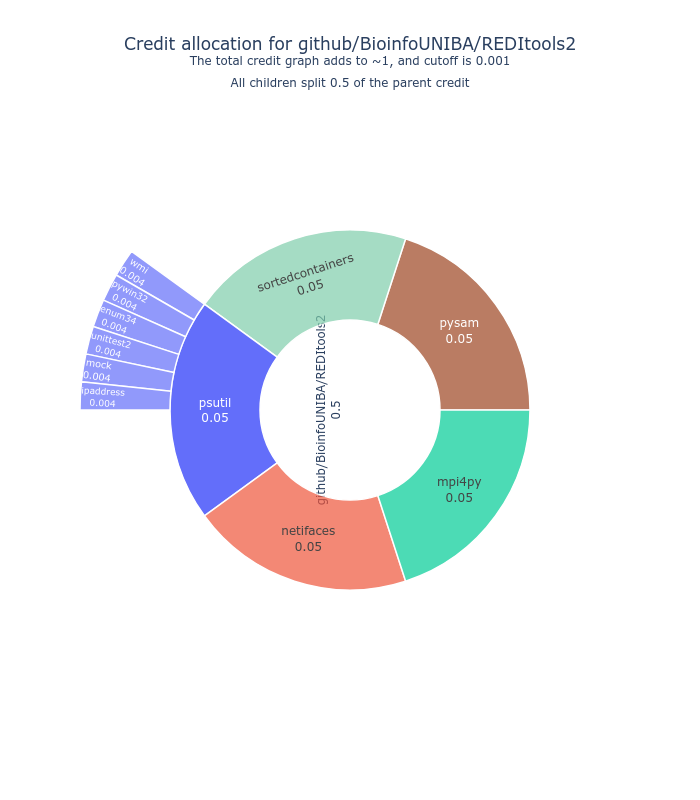 Credit allocation for github/BioinfoUNIBA/REDItools2
The total credit graph adds to ~1, and cutoff is 0.001
All children split 0.5 of the parent credit
wmi
0.004
pywin32
0.004
enum34
0.004
unittest2
0.004
mock
0.004
ipaddress
0.004
sortedcontainers
0.05
pysam
0.05
psutil
0.05
github/BioinfoUNIBA/REDItools2
0.5
mpi4py
0.05
netifaces
0.05